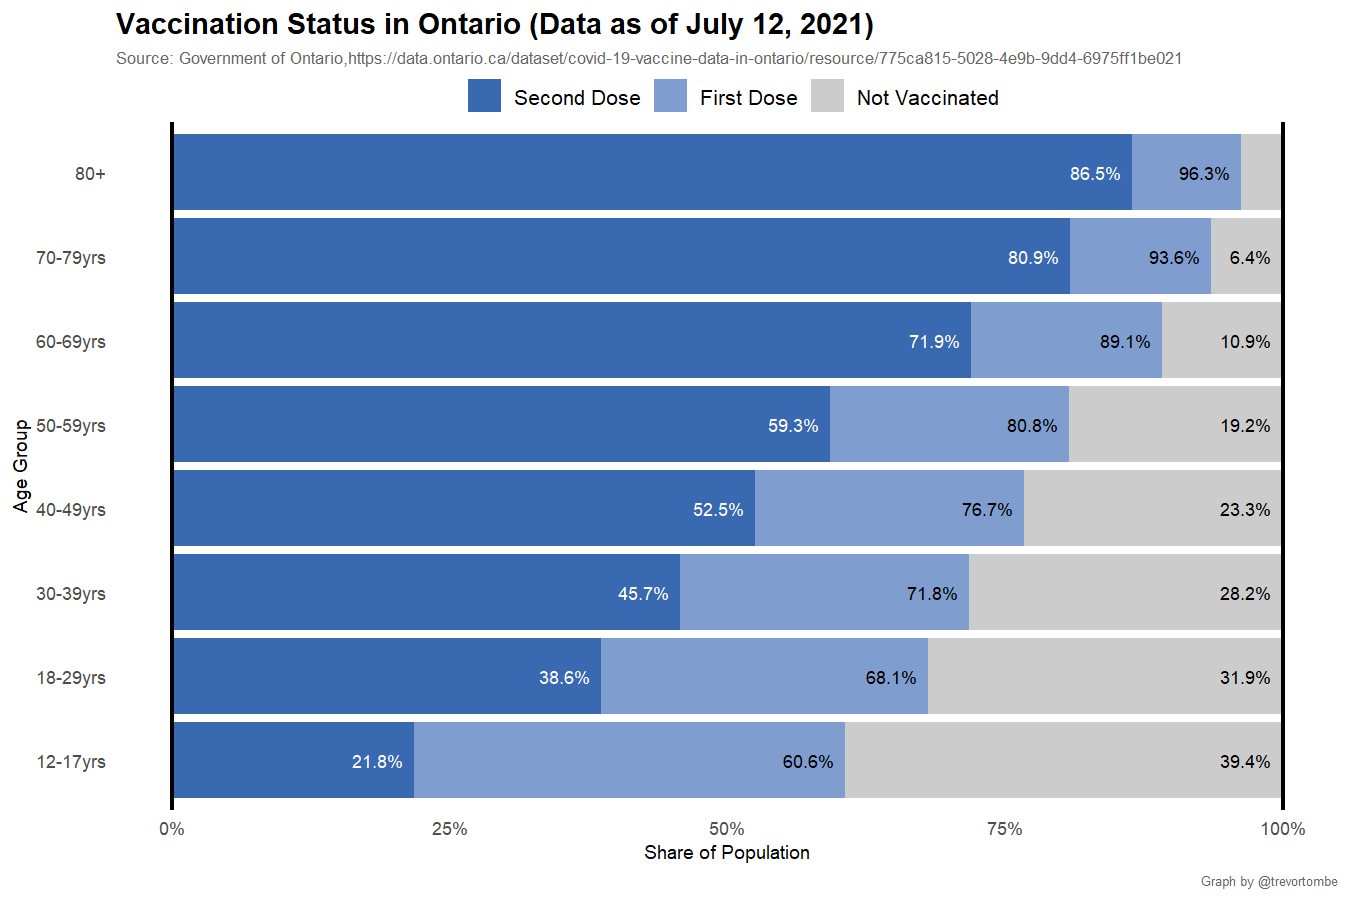 Vaccination Status in Ontario (Data as of July 12, 2021)
Source: Government of Ontario,https://data.ontario.ca/dataset/covid-19-vaccine-data-in-ontario/resource/775ca815-5028-4e9b-9dd4-6975ff1be021
Second Dose First Dose Not Vaccinated
80+ 86.5% 96.3%
70-79yrs 80.9% 93.6% 6.4%
60-69yrs 71.9% 89.1% 10.9%
50-59yrs 59.3% 80.8% 19.2%
Age Group
40-49yrs 52.5% 76.7% 23.3%
30-39yrs 45.7% 71.8% 28.2%
18-29yrs 38.6% 68.1% 31.9%
12-17yrs 21.8% 60.6% 39.4%
0% 25% 50% 75% 100%
Share of Population
Graph by @trevortombe